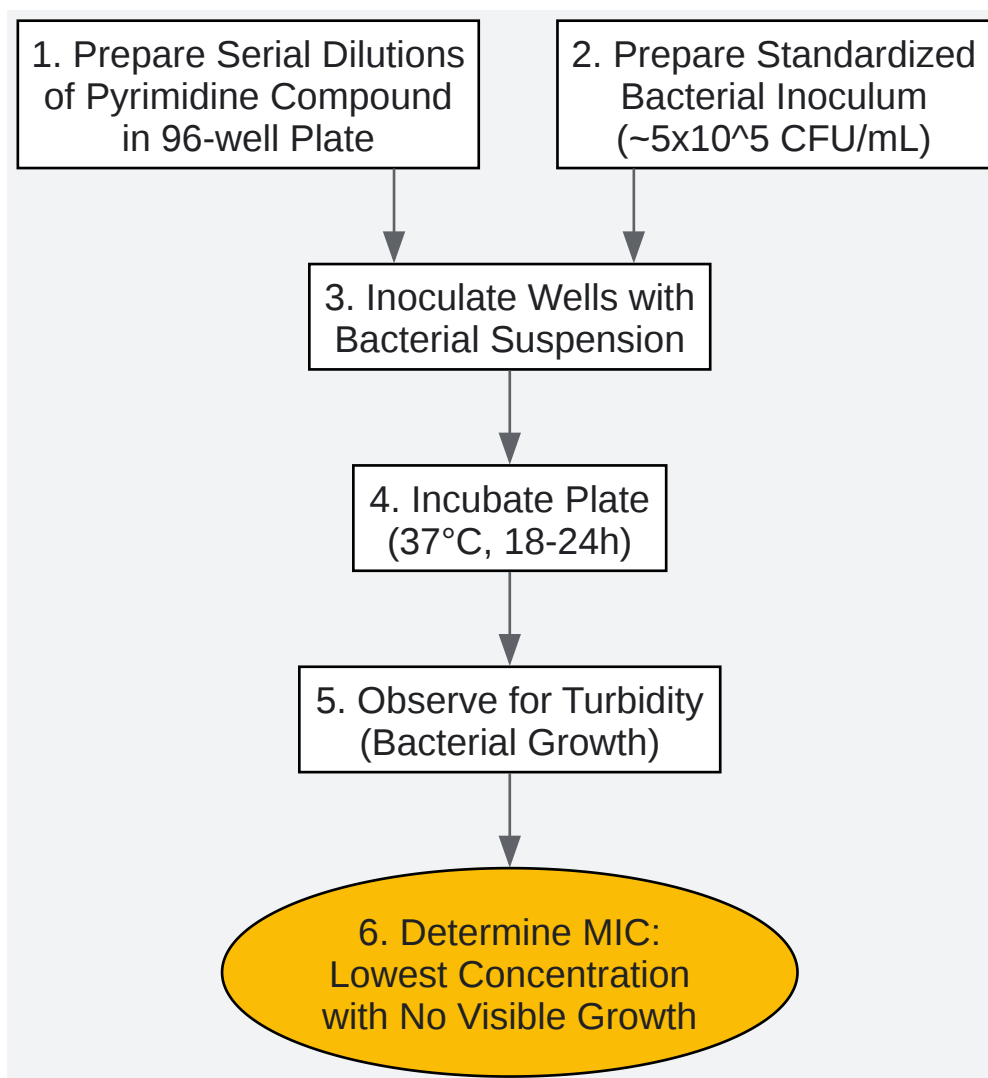 1. Prepare Serial Dilutions
of Pyrimidine Compound
in 96-well Plate
2. Prepare Standardized
Bacterial Inoculum
(~5x10^5 CFU/mL)
3. Inoculate Wells with
Bacterial Suspension
4. Incubate Plate
(37°C, 18-24h)
5. Observe for Turbidity
(Bacterial Growth)
6. Determine MIC:
Lowest Concentration
with No Visible Growth